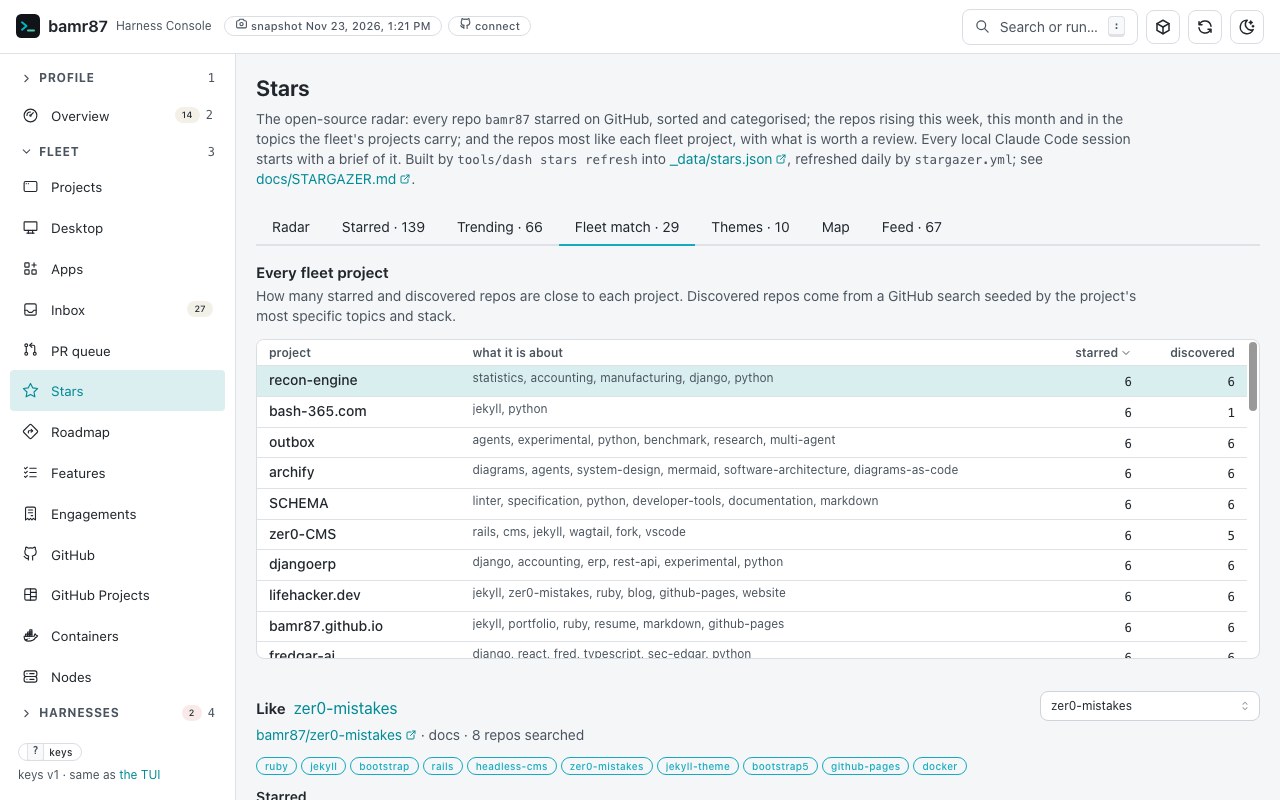 bamr87 Harness Console snapshot Nov 23, 2026, 1:21 PM connect Search or run... :
PROFILE 1
Overview 14 2
FLEET 3
Projects
Desktop
Apps
Inbox 27
PR queue
Stars
Roadmap
Features
Engagements
GitHub
GitHub Projects
Containers
Nodes
HARNESSES 2 4
? keys
keys v1 · same as the TUI
Stars
The open-source radar: every repo bamr87 starred on GitHub, sorted and categorised; the repos rising this week, this month and in the
topics the fleet's projects carry; and the repos most like each fleet project, with what is worth a review. Every local Claude Code session
starts with a brief of it. Built by tools/dash stars refresh into _data/stars.json, refreshed daily by stargazer.yml; see
docs/STARGAZER.md.
Radar Starred · 139 Trending · 66 Fleet match · 29 Themes · 10 Map Feed · 67
Every fleet project
How many starred and discovered repos are close to each project. Discovered repos come from a GitHub search seeded by the project's
most specific topics and stack.
project what it is about starred discovered
recon-engine statistics, accounting, manufacturing, django, python 6 6
bash-365.com jekyll, python 6 1
outbox agents, experimental, python, benchmark, research, multi-agent 6 6
archify diagrams, agents, system-design, mermaid, software-architecture, diagrams-as-code 6 6
SCHEMA linter, specification, python, developer-tools, documentation, markdown 6 6
zer0-CMS rails, cms, jekyll, wagtail, fork, vscode 6 5
djangoerp django, accounting, erp, rest-api, experimental, python 6 6
lifehacker.dev jekyll, zer0-mistakes, ruby, blog, github-pages, website 6 6
bamr87.github.io jekyll, portfolio, ruby, resume, markdown, github-pages 6 6
fredgar-ai django, react, fred, typescript, sec-edgar, python 6 6
Like zer0-mistakes zer0-mistakes
bamr87/zer0-mistakes · docs · 8 repos searched
ruby jekyll bootstrap rails headless-cms zer0-mistakes jekyll-theme bootstrap5 github-pages docker
Starred